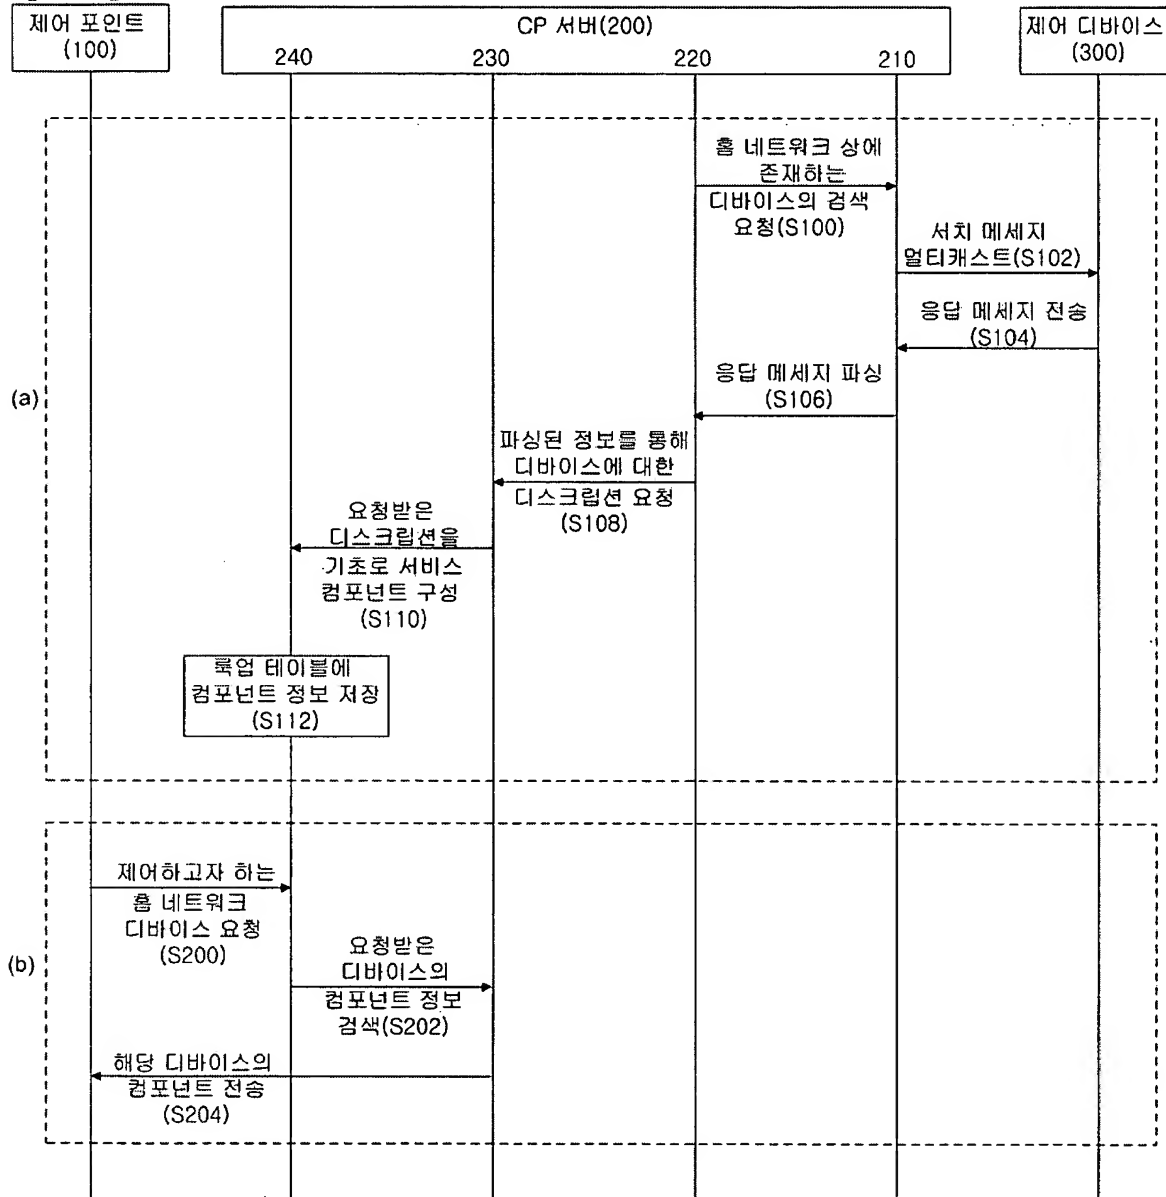 제어 포인트
(100)
CP 서버(200)
240
230
220
210
제어 디바이스
(300)
(a)
홈 네트워크 상에
존재하는
디바이스의 검색
요청(S100)
서치 메세지
멀티캐스트(S102)
응답 메세지 전송
(S104)
응답 메세지 파싱
(S106)
파싱된 정보를 통해
디바이스에 대한
디스크립션 요청
(S108)
요청받은
디스크립션을
기초로 서비스
컴포넌트 구성
(S110)
룩업 테이블에
컴포넌트 정보 저장
(S112)
(b)
제어하고자 하는
홈 네트워크
디바이스 요청
(S200)
요청받은
디바이스의
컴포넌트 정보
검색(S202)
해당 디바이스의
컴포넌트 전송
(S204)